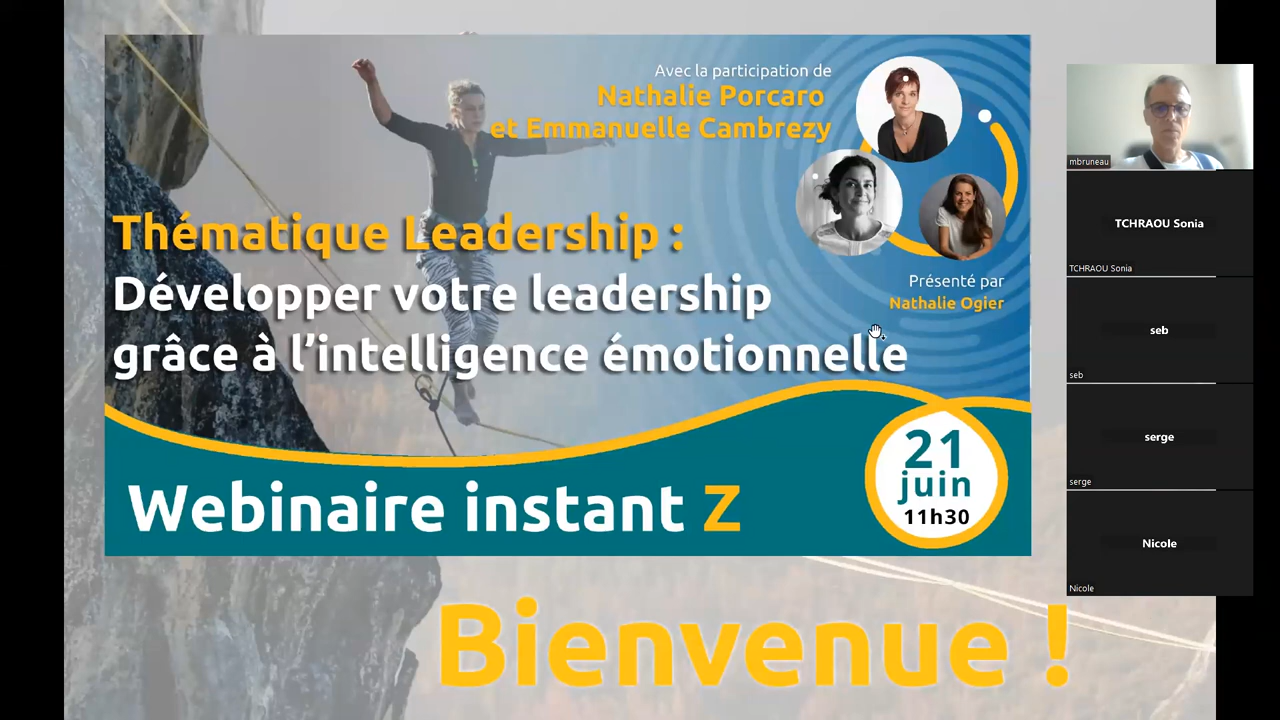 Avec la participation de
Nathalie Porcaro
et Emmanuelle Cambrezy
Thématique Leadership :
Développer votre leadership
grâce à l'intelligence émotionnelle
Présenté par
Nathalie Ogier
21
juin
11h30
Webinaire instant Z
Bienvenue !
mbruneau
TCHRAOU Sonia
TCHRAOU Sonia
seb
seb
serge
serge
Nicole
Nicole